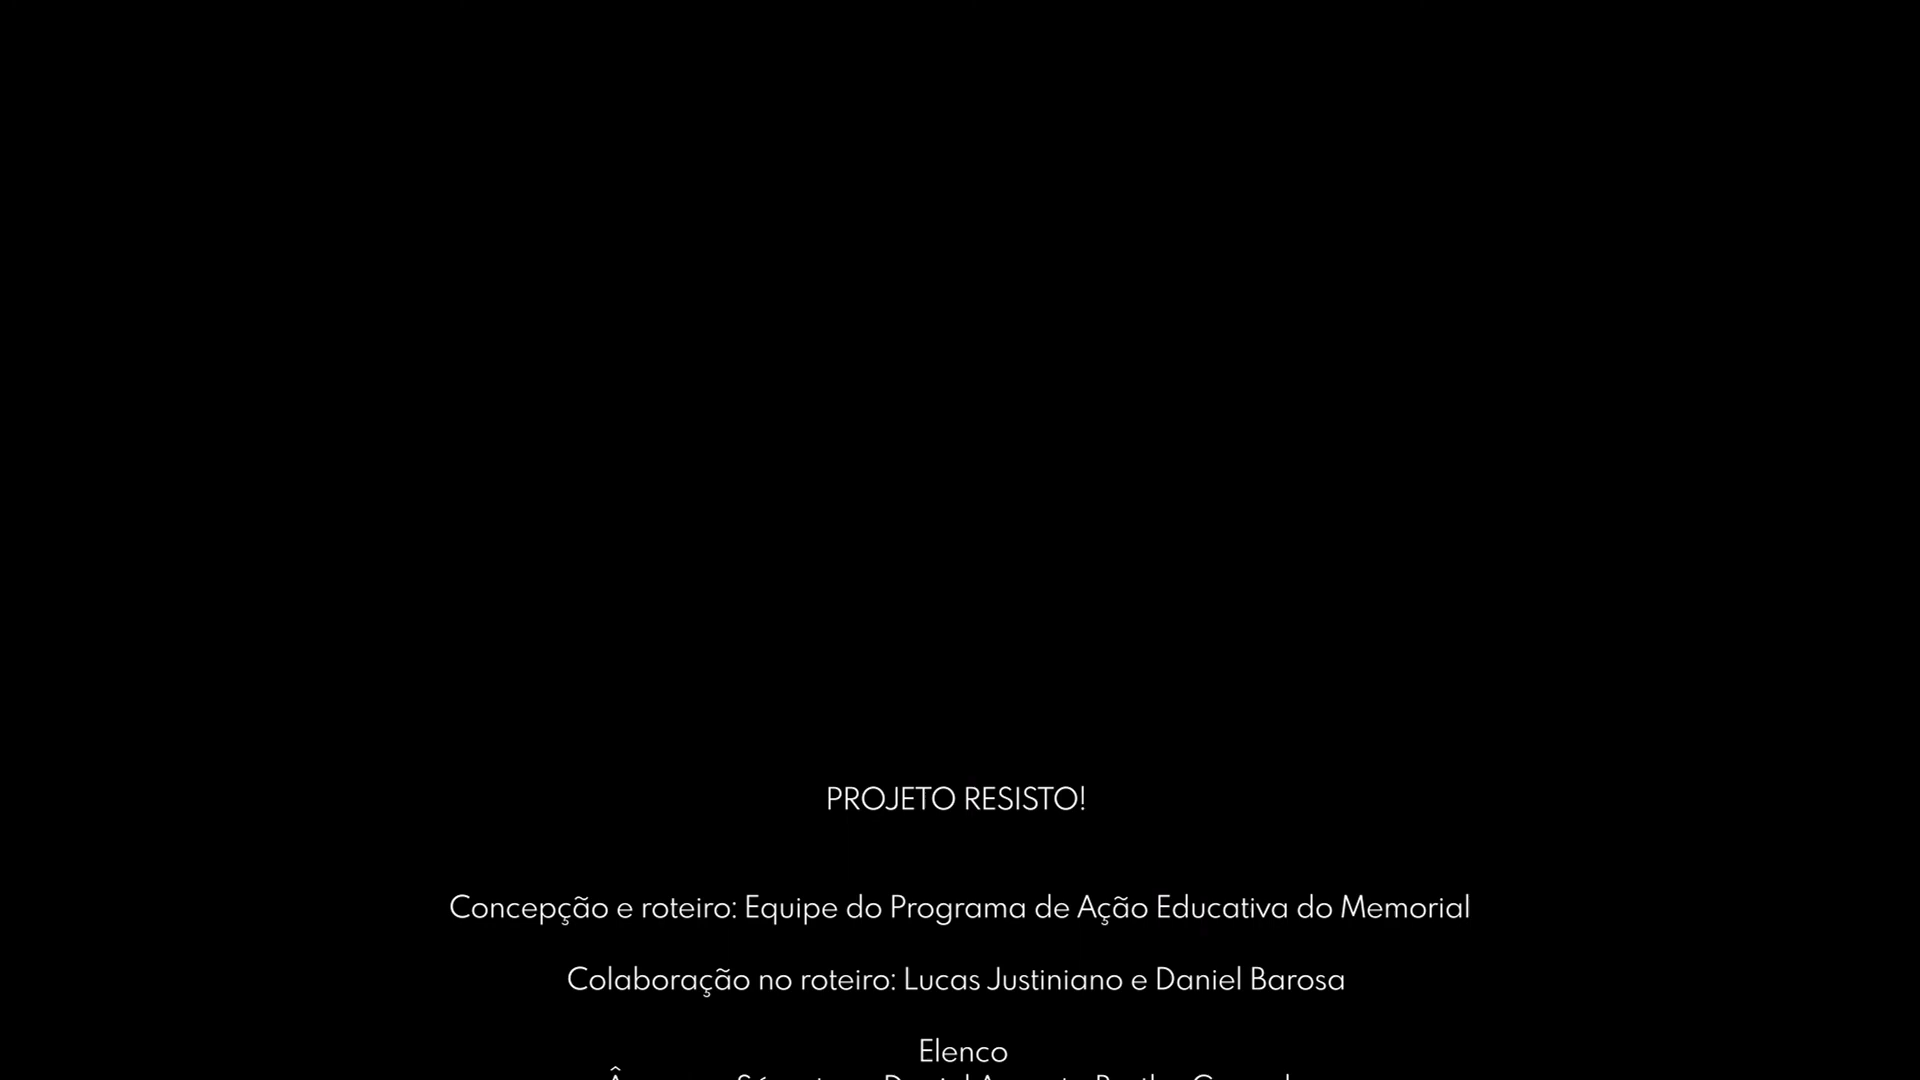 PROJETO RESISTO!
Concepção e roteiro: Equipe do Programa de Ação Educativa do Memorial
Colaboração no roteiro: Lucas Justiniano e Daniel Barosa
Elenco